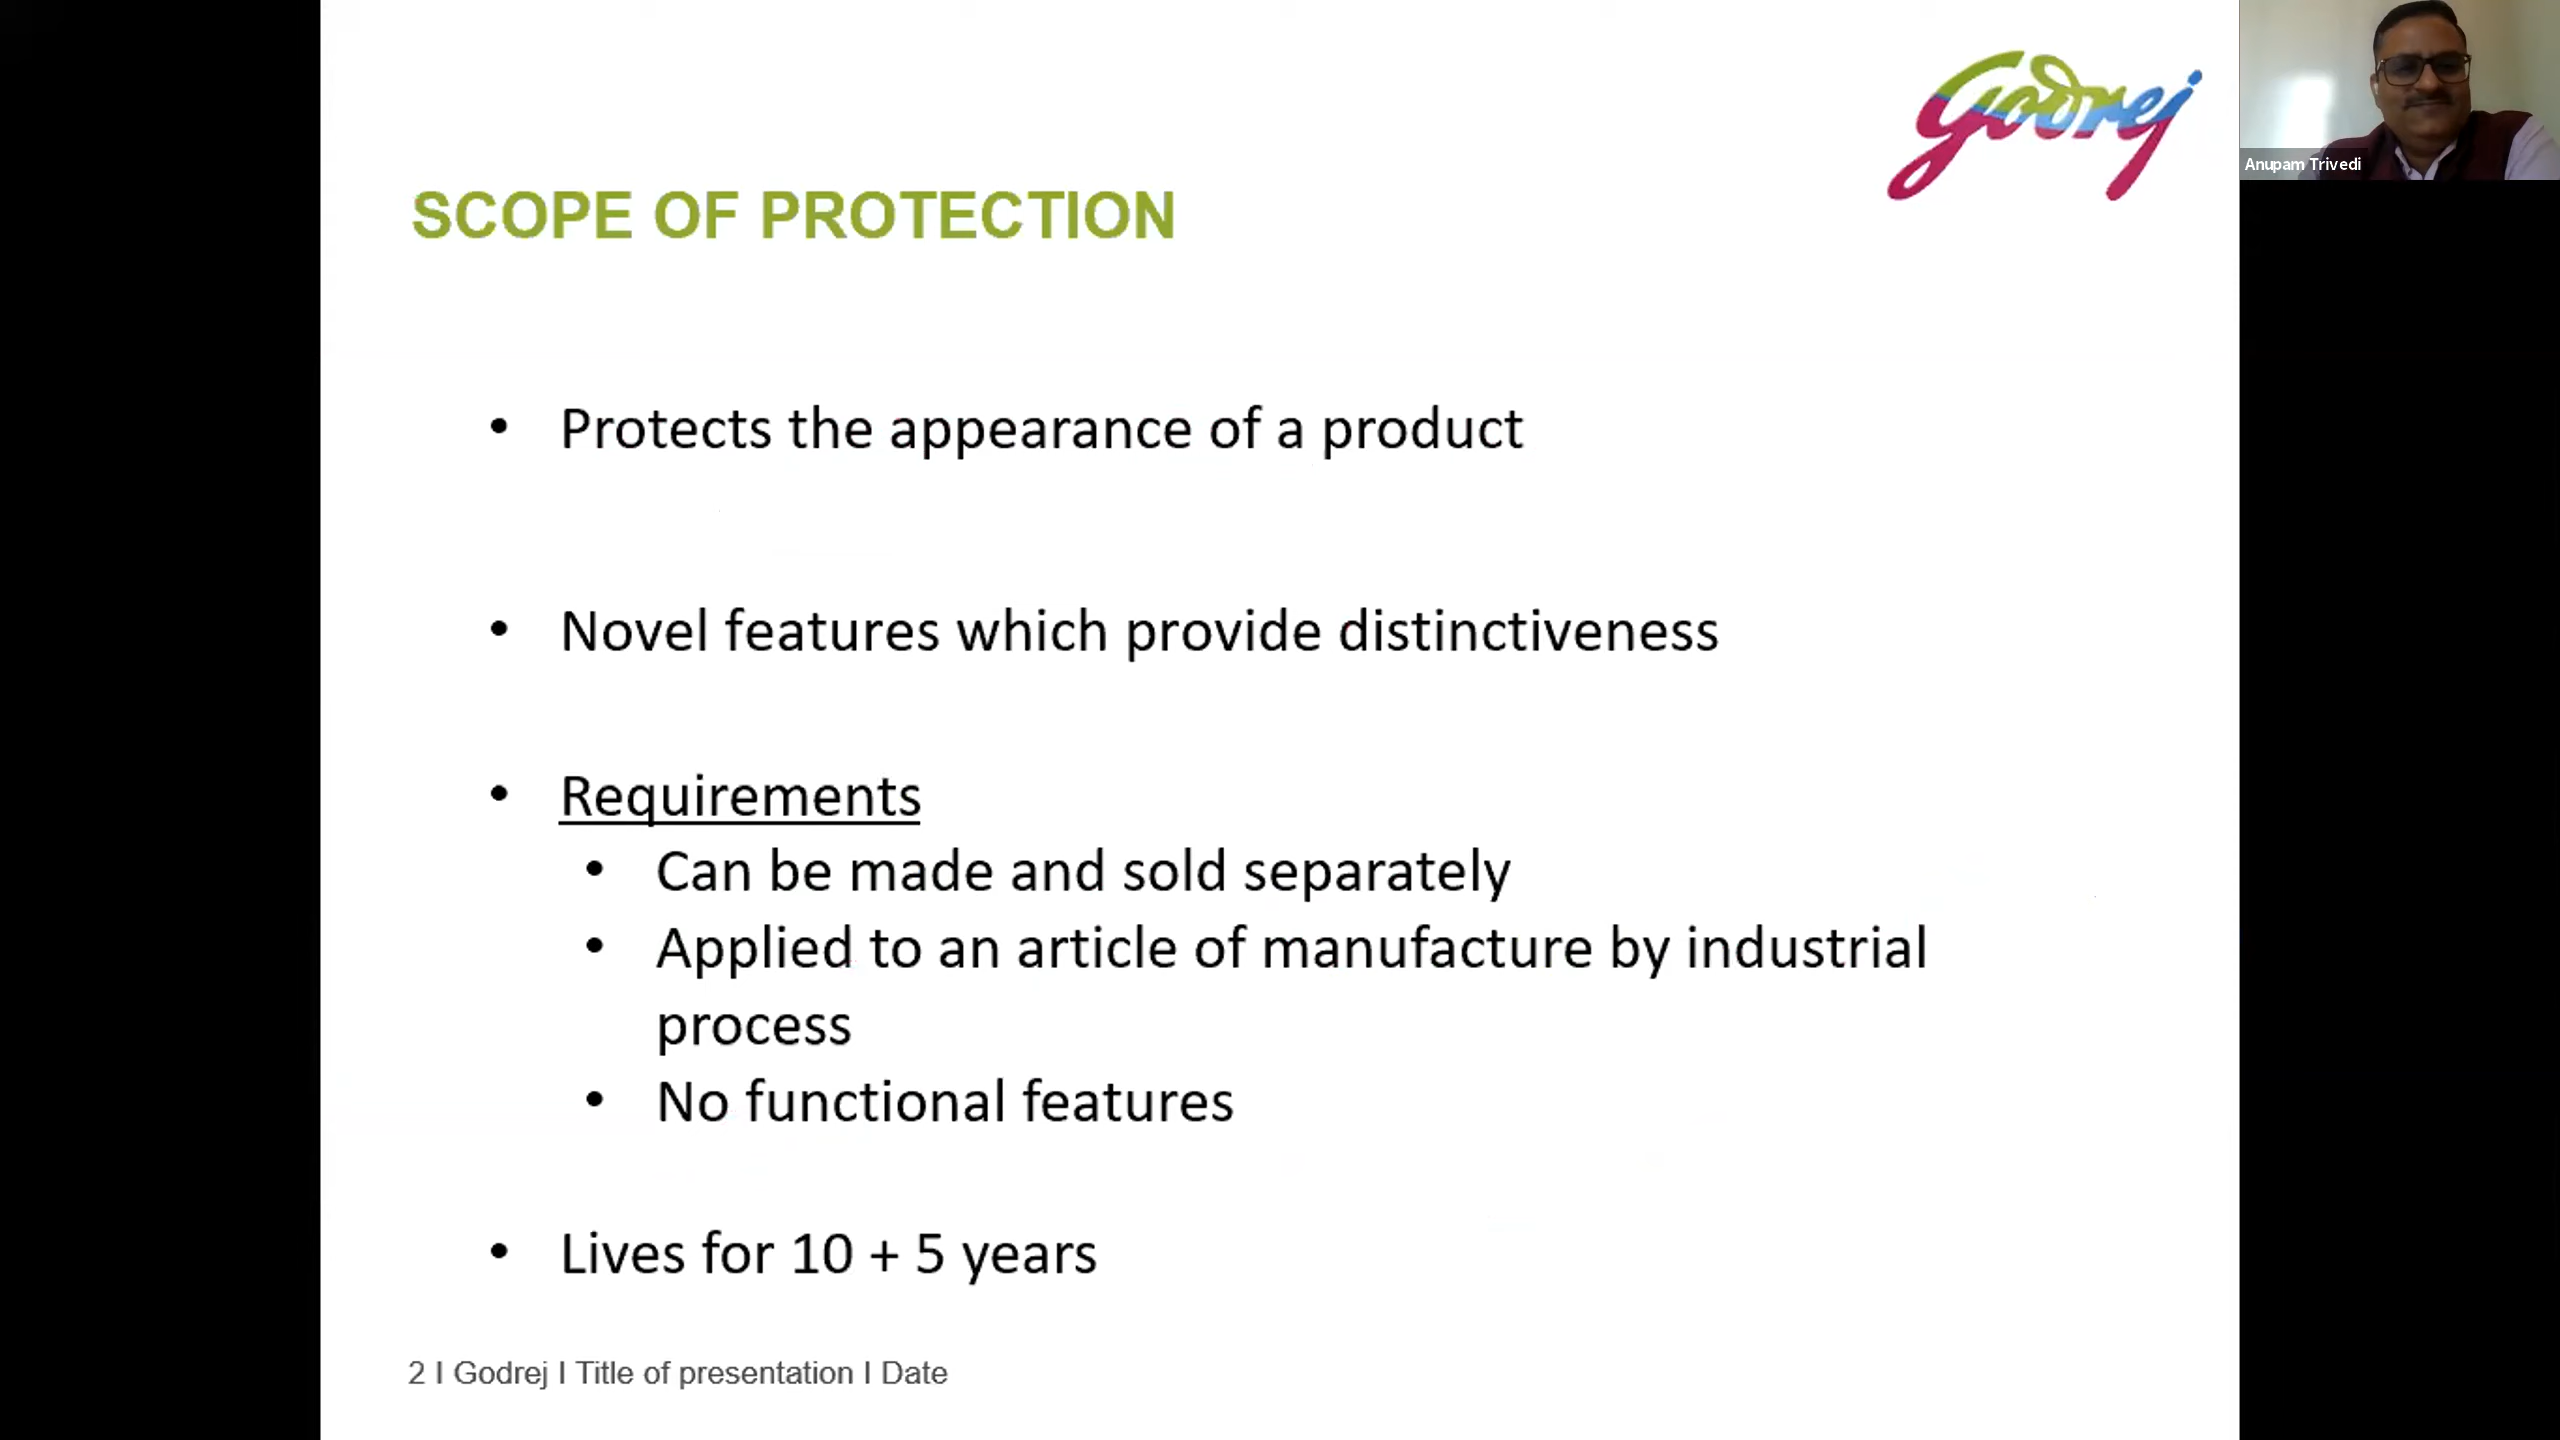 Godrej
Anupam Trivedi
SCOPE OF PROTECTION
• Protects the appearance of a product
• Novel features which provide distinctiveness
• Requirements
• Can be made and sold separately
• Applied to an article of manufacture by industrial
process
• No functional features
• Lives for 10 + 5 years
2 I Godrej I Title of presentation I Date